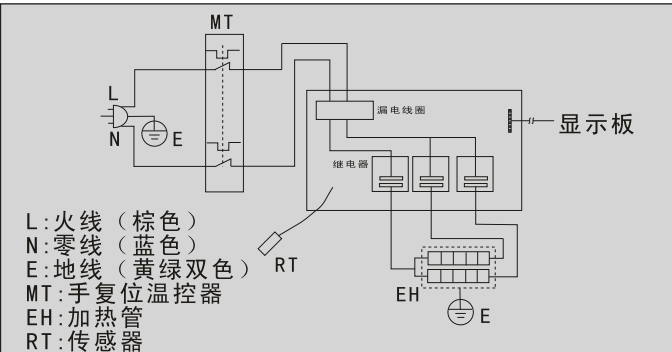 MT
L
N
E
漏电线圈
显示板
继电器
RT
EH
E
L:火线（棕色）
N:零线（蓝色）
E:地线（黄绿双色）
MT:手复位温控器
EH:加热管
RT:传感器